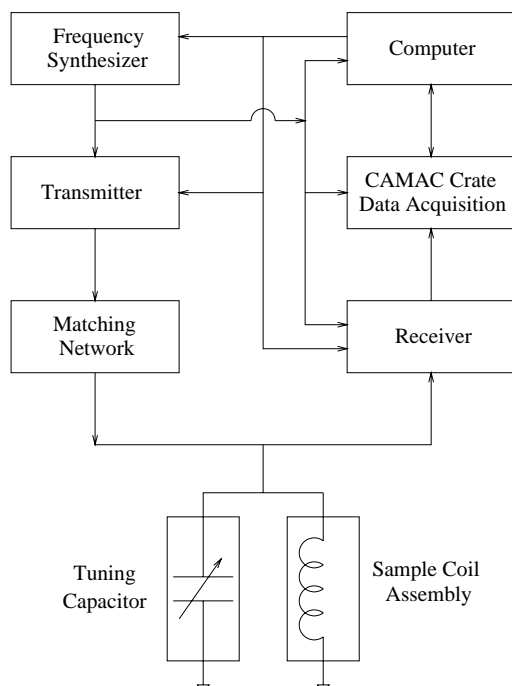 Frequency
Synthesizer
Computer
Transmitter
CAMAC Crate
Data Acquisition
Matching
Network
Receiver
Tuning
Capacitor
Sample Coil
Assembly